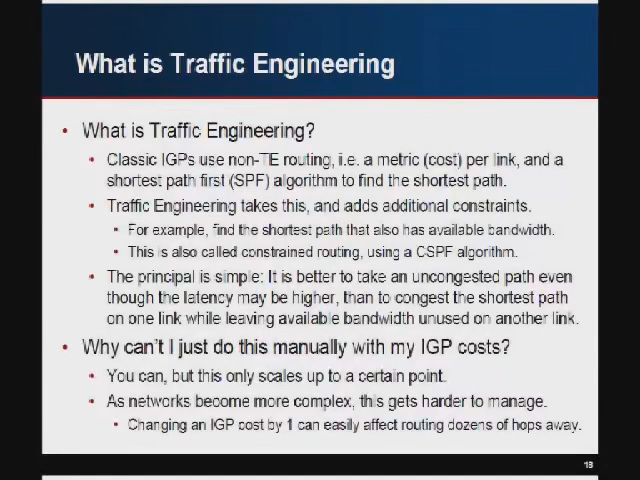 What is Traffic Engineering
• What is Traffic Engineering?
• Classic IGPs use non-TE routing, i.e. a metric (cost) per link, and a
shortest path first (SPF) algorithm to find the shortest path.
• Traffic Engineering takes this, and adds additional constraints.
• For example, find the shortest path that also has available bandwidth.
• This is also called constrained routing, using a CSPF algorithm.
• The principal is simple: It is better to take an uncongested path even
though the latency may be higher, than to congest the shortest path
on one link while leaving available bandwidth unused on another link.
• Why can't I just do this manually with my IGP costs?
• You can, but this only scales up to a certain point.
• As networks become more complex, this gets harder to manage.
• Changing an IGP cost by 1 can easily affect routing dozens of hops away.